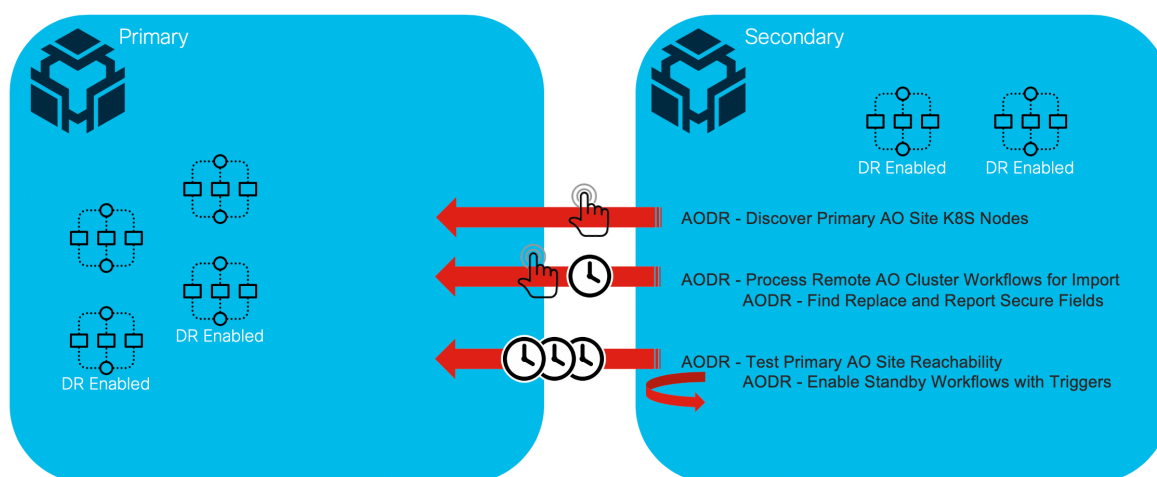 Primary
Secondary
DR Enabled
DR Enabled
AODR - Discover Primary AO Site K8S Nodes
AODR - Process Remote AO Cluster Workflows for Import
AODR - Find Replace and Report Secure Fields
DR Enabled
DR Enabled
AODR - Test Primary AO Site Reachability
AODR - Enable Standby Workflows with Triggers